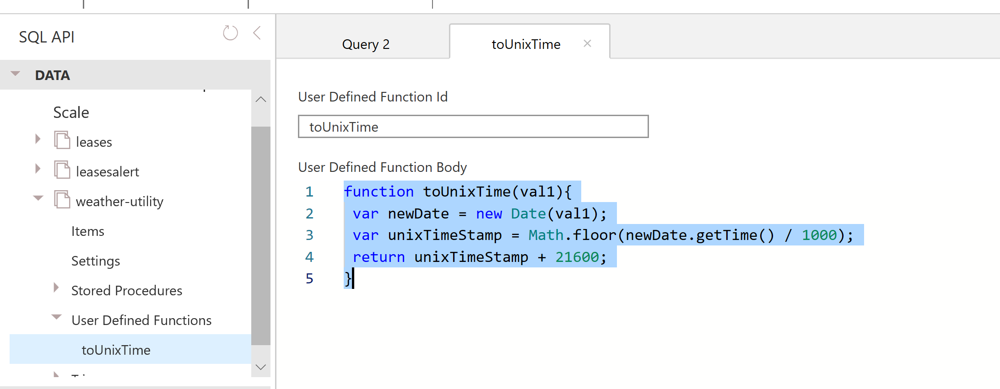 SQL API
DATA
Scale
leases
leasesalert
weather-utility
Items
Settings
Stored Procedures
User Defined Functions
toUnixTime
Query 2
toUnixTime
User Defined Function Id
toUnixTime
User Defined Function Body
1 function toUnixTime(val1){
2 var newDate = new Date(val1);
3 var unixTimeStamp = Math.floor(newDate.getTime() / 1000);
4 return unixTimeStamp + 21600;
5 }